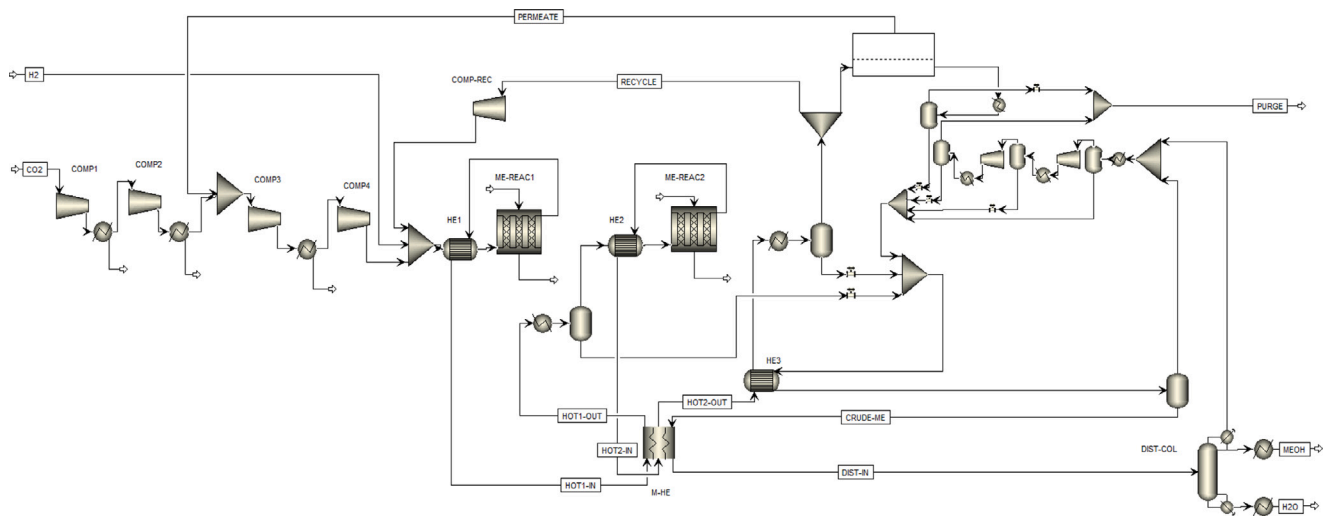 PERMEATE
H2
COMP-REC
RECYCLE
PURGE
CO2
COMP1
COMP2
COMP3
COMP4
ME-REAC1
ME-REAC2
HE1
HE2
HE3
HOT1-OUT
HOT2-OUT
CRUDE-ME
HOT2-IN
DIST-COL
MEOH
HOT1-IN
M-HE
DIST-IN
H2O